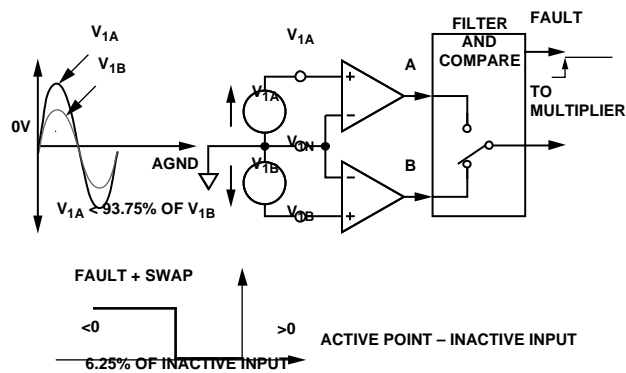 V1A
V1B
0V
AGND
V1A < 93.75% OF V1B
V1A
V1A
V1N
V1B
V1B
A
B
FILTER
AND
COMPARE
FAULT
TO
MULTIPLIER
FAULT + SWAP
<0
>0
6.25% OF INACTIVE INPUT
ACTIVE POINT – INACTIVE INPUT